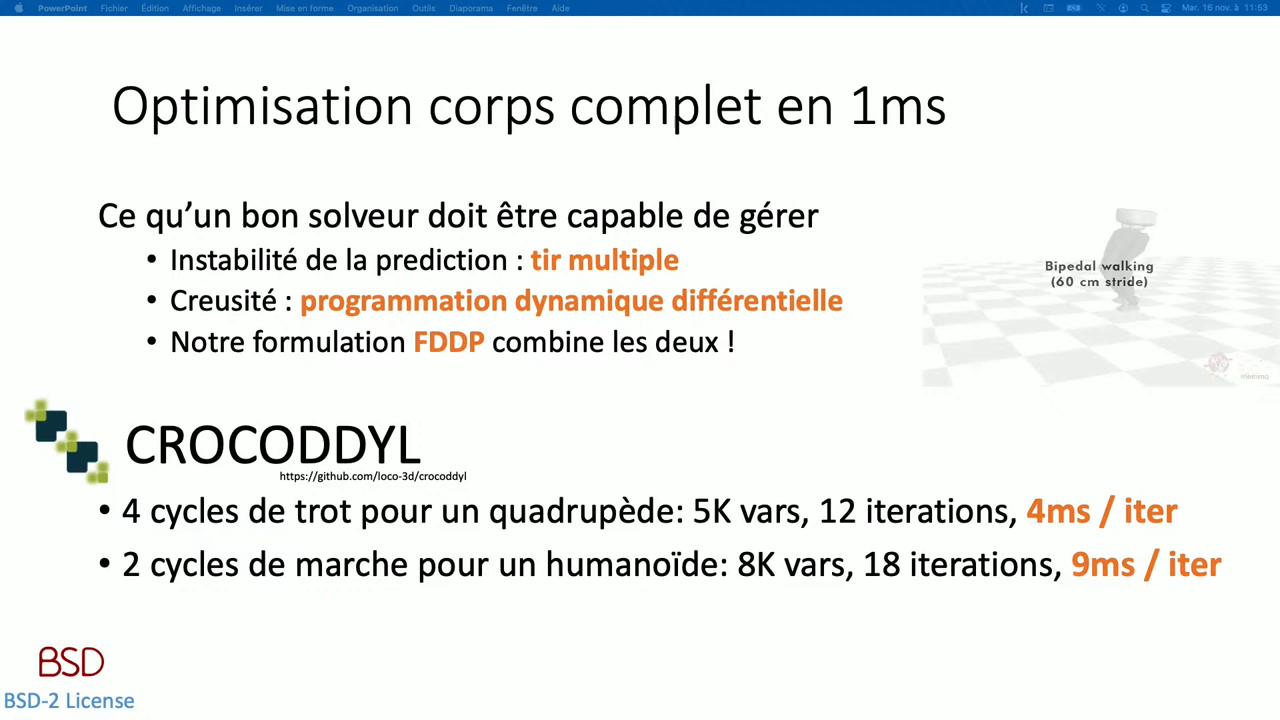 PowerPoint Fichier Édition Affichage Insérer Mise en forme Organisation Outils Diaporama Fenêtre Aide Mar. 16 nov. à 11:53
Optimisation corps complet en 1ms
Ce qu’un bon solveur doit être capable de gérer
• Instabilité de la prediction : tir multiple
• Creusité : programmation dynamique différentielle
• Notre formulation FDDP combine les deux !
Bipedal walking
(60 cm stride)
CROCODDYL
https://github.com/loco-3d/crocoddyl
• 4 cycles de trot pour un quadrupède: 5K vars, 12 iterations, 4ms / iter
• 2 cycles de marche pour un humanoïde: 8K vars, 18 iterations, 9ms / iter
BSD
BSD-2 License